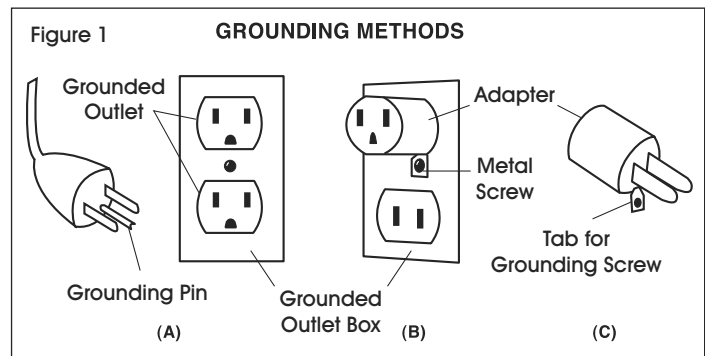 Figure 1
GROUNDING METHODS
Grounded
Outlet
Adapter
Metal
Screw
Tab for
Grounding Screw
Grounding Pin
Grounded
Outlet Box
(A)
(B)
(C)